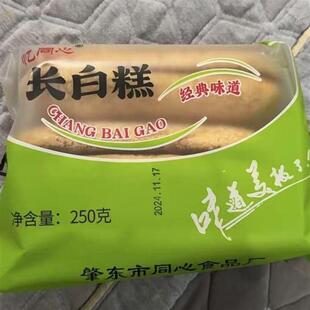 忆同心
长白糕
经典味道
CHANG BAI GAO
2024.11.17
净含量：250克
味道美极了
肇东市同心食品厂